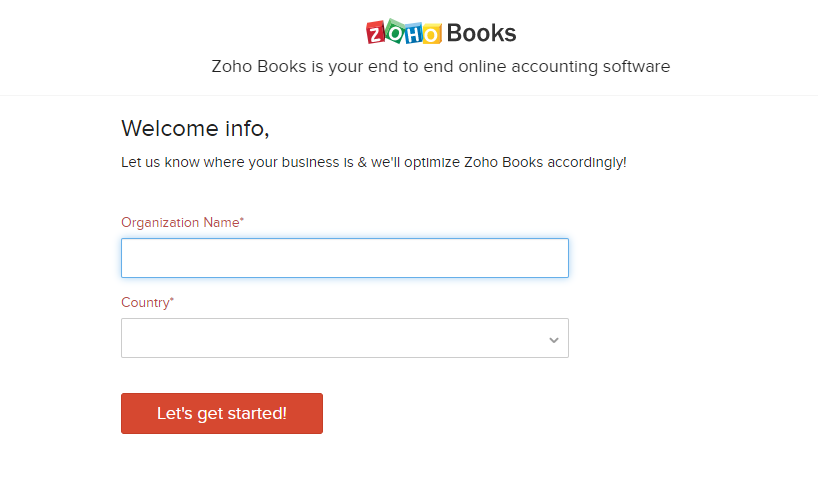 ZOHO Books
Zoho Books is your end to end online accounting software
Welcome info,
Let us know where your business is & we'll optimize Zoho Books accordingly!
Organization Name*
Country*
Let's get started!